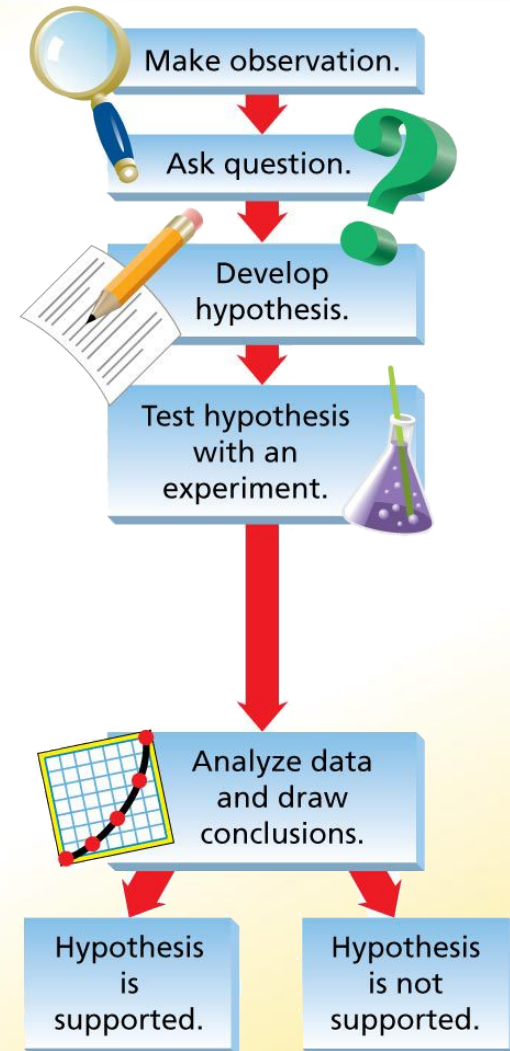 Make observation.
Ask question.
Develop
hypothesis.
Test hypothesis
with an
experiment.
Analyze data
and draw
conclusions.
Hypothesis
is
supported.
Hypothesis
is not
supported.